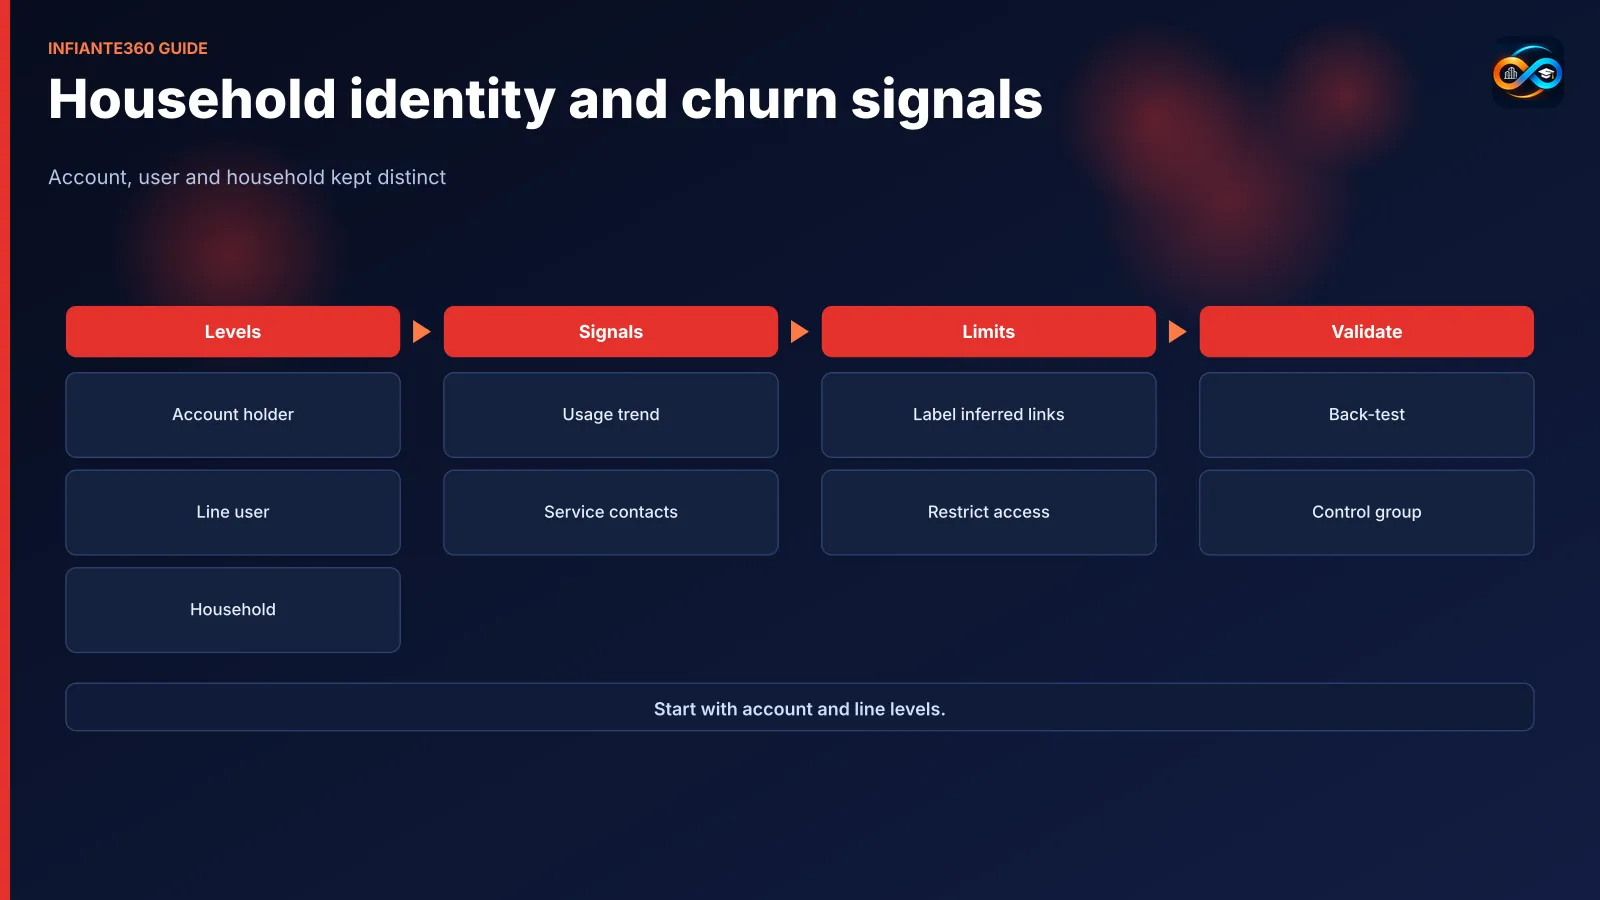 INFIANTE360 GUIDE
Household identity and churn signals
Account, user and household kept distinct
Levels
Account holder
Line user
Household
Signals
Usage trend
Service contacts
Limits
Label inferred links
Restrict access
Validate
Back-test
Control group
Start with account and line levels.